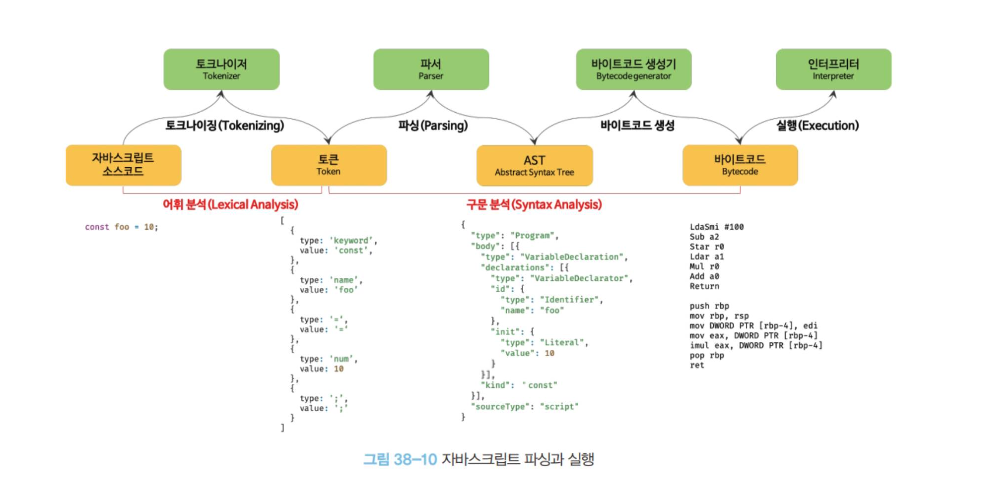 토크나이저
Tokenizer
파서
Parser
바이트코드 생성기
Bytecode generator
인터프리터
Interpreter
토크나이징(Tokenizing)
파싱(Parsing)
바이트코드 생성
실행(Execution)
자바스크립트
소스코드
토큰
Token
AST
Abstract Syntax Tree
바이트코드
Bytecode
어휘 분석(Lexical Analysis)
구문 분석(Syntax Analysis)
const foo = 10;
[
{
type: 'keyword',
value: 'const',
},
{
type: 'name',
value: 'foo'
},
{
type: '=',
value: '='
},
{
type: 'num',
value: 10
},
{
type: ';',
value: ';'
}
]
{
"type": "Program",
"body": [{
"type": "VariableDeclaration",
"declarations": [{
"type": "VariableDeclarator",
"id": {
"type": "Identifier",
"name": "foo"
},
"init": {
"type": "Literal",
"value": 10
}
}],
"kind": 'const"
}],
"sourceType": "script"
}
LdaSmi #100
Sub a2
Star r0
Ldar a1
Mul r0
Add a0
Return
push rbp
mov rbp, rsp
mov DWORD PTR [rbp-4], edi
mov eax, DWORD PTR [rbp-4]
imul eax, DWORD PTR [rbp-4]
pop rbp
ret
그림 38-10 자바스크립트 파싱과 실행